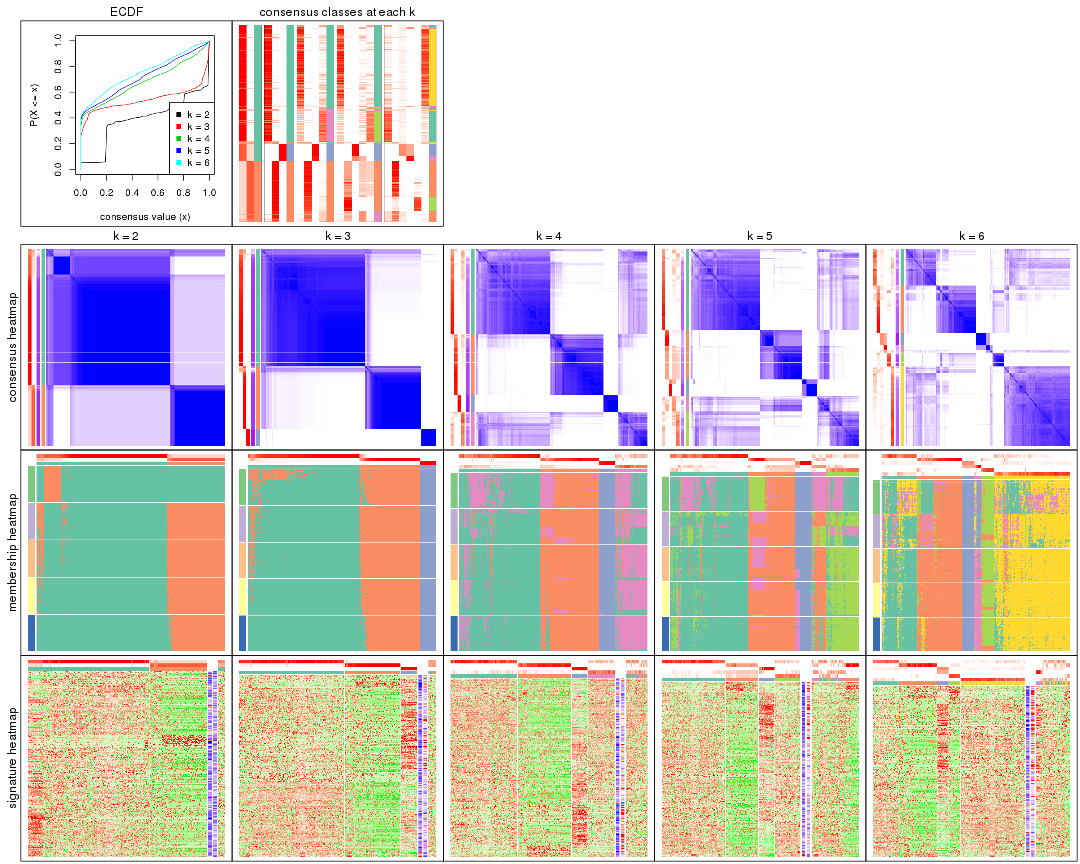 ECDF
consensus classes at each k
P(X <= x)
0.0
0.2
0.4
0.6
0.8
1.0
k = 2
k = 3
k = 4
k = 5
k = 6
0.0 0.2 0.4 0.6 0.8 1.0
consensus value (x)
k = 2
k = 3
k = 4
k = 5
k = 6
consensus heatmap
membership heatmap
signature heatmap